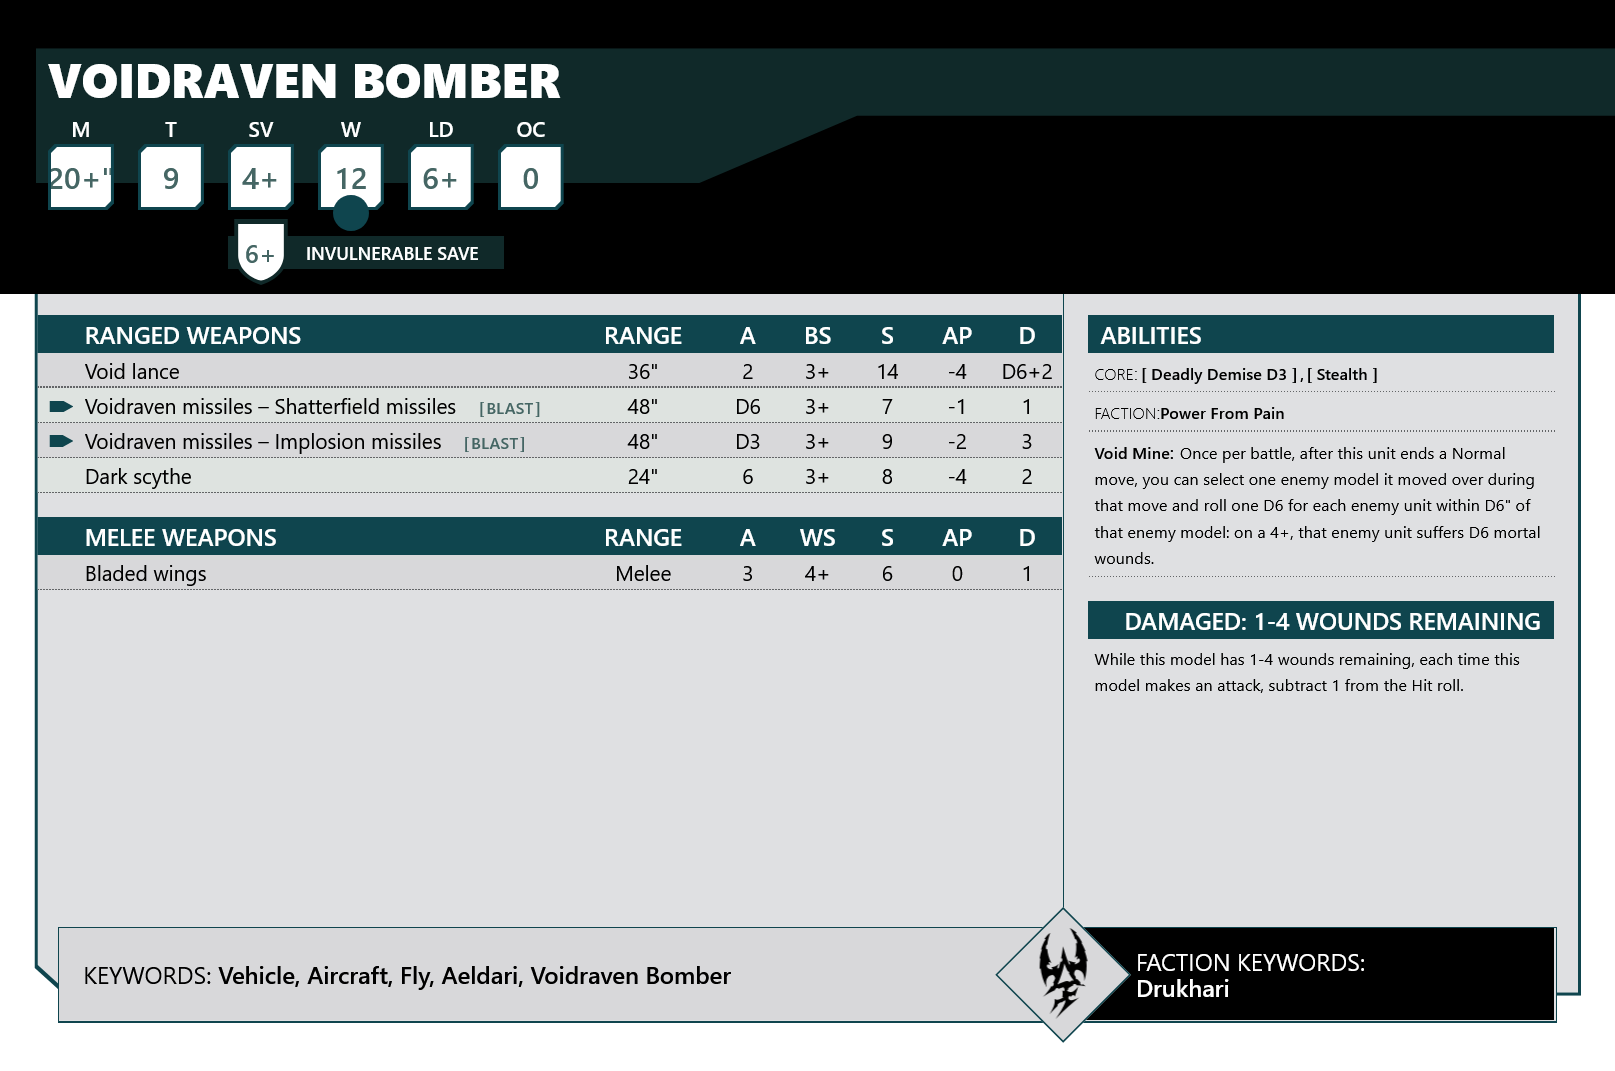 VOIDRAVEN BOMBER
M T SV W LD OC
20+" 9 4+ 12 6+ 0
6+ INVULNERABLE SAVE
RANGED WEAPONS RANGE A BS S AP D
Void lance 36" 2 3+ 14 -4 D6+2
Voidraven missiles – Shatterfield missiles [BLAST] 48" D6 3+ 7 -1 1
Voidraven missiles – Implosion missiles [BLAST] 48" D3 3+ 9 -2 3
Dark scythe 24" 6 3+ 8 -4 2
MELEE WEAPONS RANGE A WS S AP D
Bladed wings Melee 3 4+ 6 0 1
ABILITIES
CORE: [ Deadly Demise D3 ] , [ Stealth ]
FACTION:Power From Pain
Void Mine: Once per battle, after this unit ends a Normal
move, you can select one enemy model it moved over during
that move and roll one D6 for each enemy unit within D6" of
that enemy model: on a 4+, that enemy unit suffers D6 mortal
wounds.
DAMAGED: 1-4 WOUNDS REMAINING
While this model has 1-4 wounds remaining, each time this
model makes an attack, subtract 1 from the Hit roll.
KEYWORDS: Vehicle, Aircraft, Fly, Aeldari, Voidraven Bomber
FACTION KEYWORDS:
Drukhari